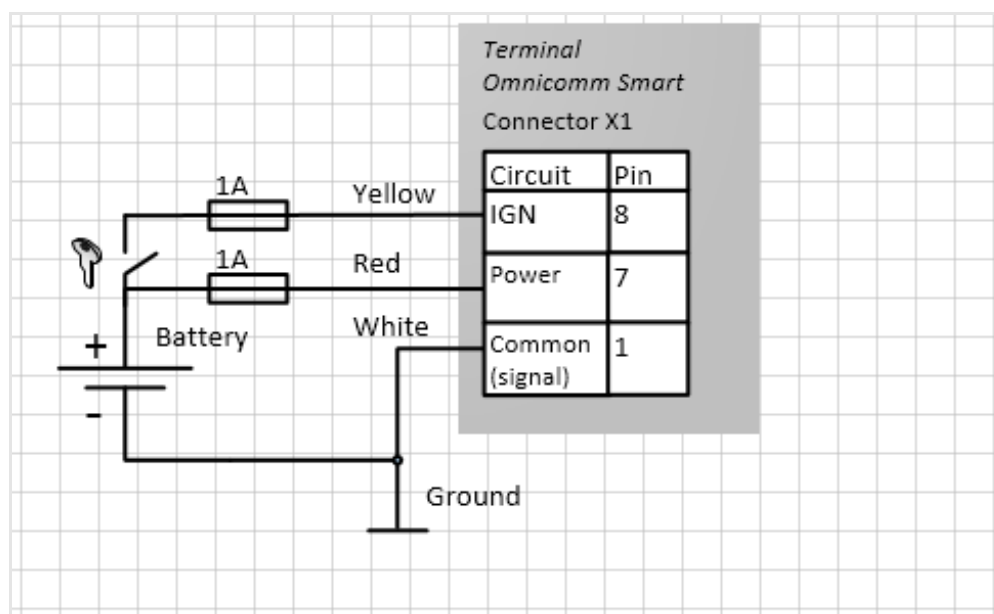 Terminal
Omnicomm Smart
Connector X1
Circuit Pin
1A Yellow IGN 8
1A Red Power 7
White Common 1
(signal)
+ Battery
-
Ground